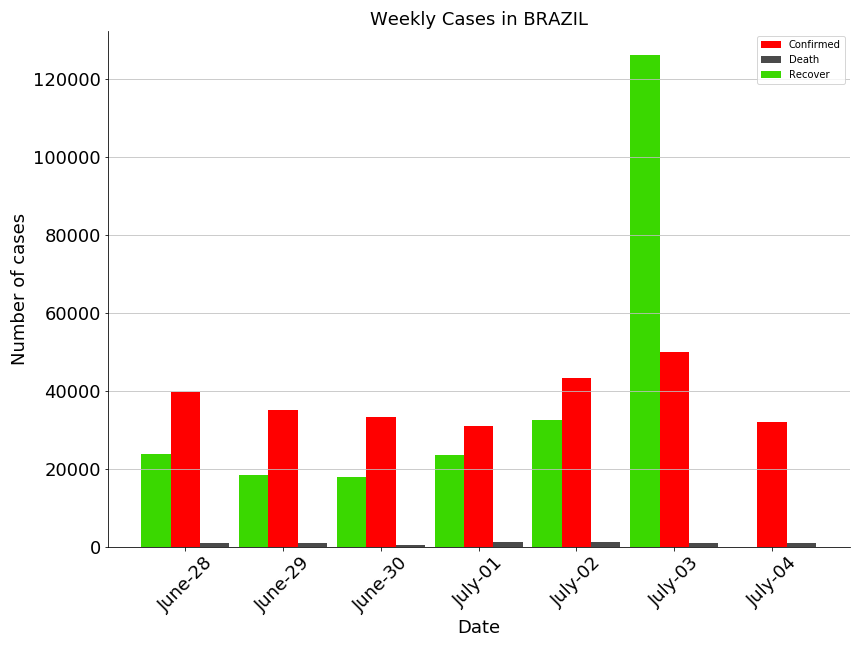 Weekly Cases in BRAZIL
Confirmed
Death
Recover
Number of cases
120000
100000
80000
60000
40000
20000
0
June-28
June-29
June-30
July-01
July-02
July-03
July-04
Date